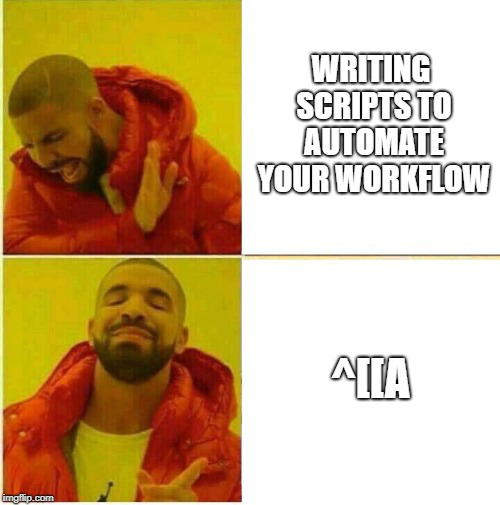 WRITING
SCRIPTS TO
AUTOMATE
YOUR WORKFLOW
^[[A
imgflip.com